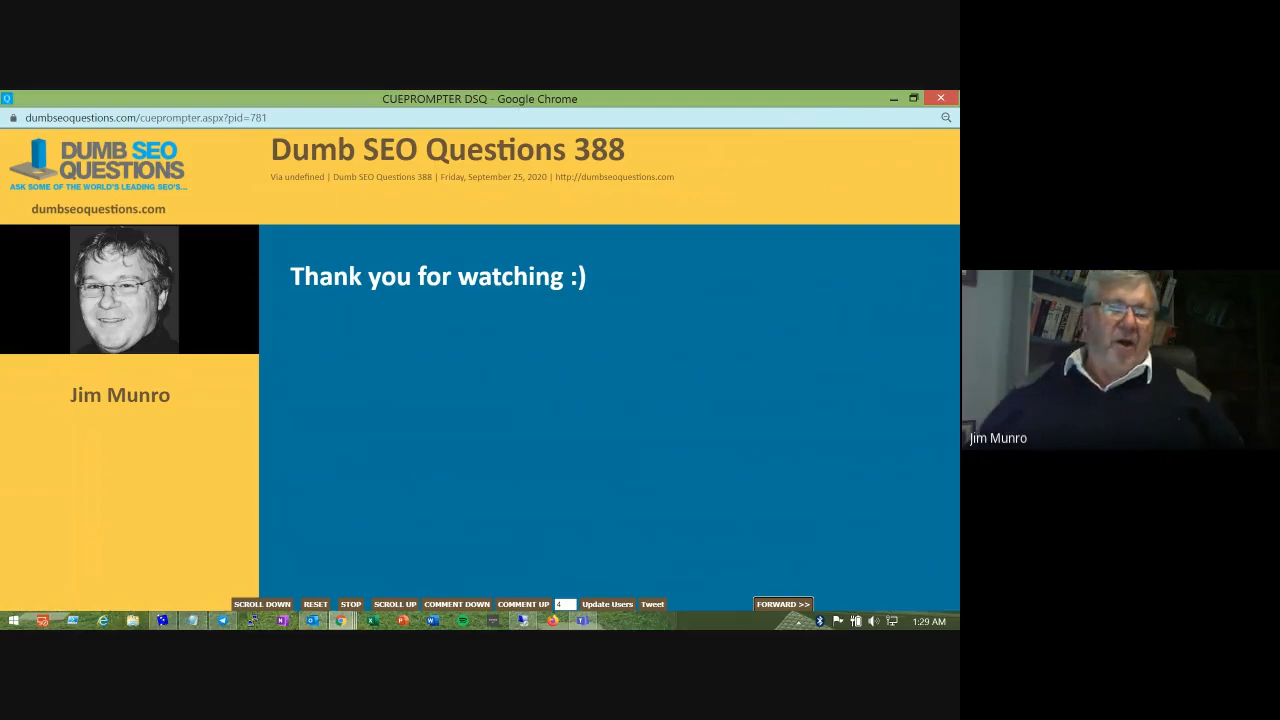 CUEPROMPTER DSQ - Google Chrome
dumbseoquestions.com/cueprompter.aspx?pid=781
DUMB SEO
QUESTIONS
ASK SOME OF THE WORLD'S LEADING SEO'S...
dumbseoquestions.com
Dumb SEO Questions 388
Via undefined | Dumb SEO Questions 388 | Friday, September 25, 2020 | http://dumbseoquestions.com
Thank you for watching :)
Jim Munro
Jim Munro
SCROLL DOWN RESET STOP SCROLL UP COMMENT DOWN COMMENT UP 4 Update Users Tweet FORWARD >>
1:29 AM